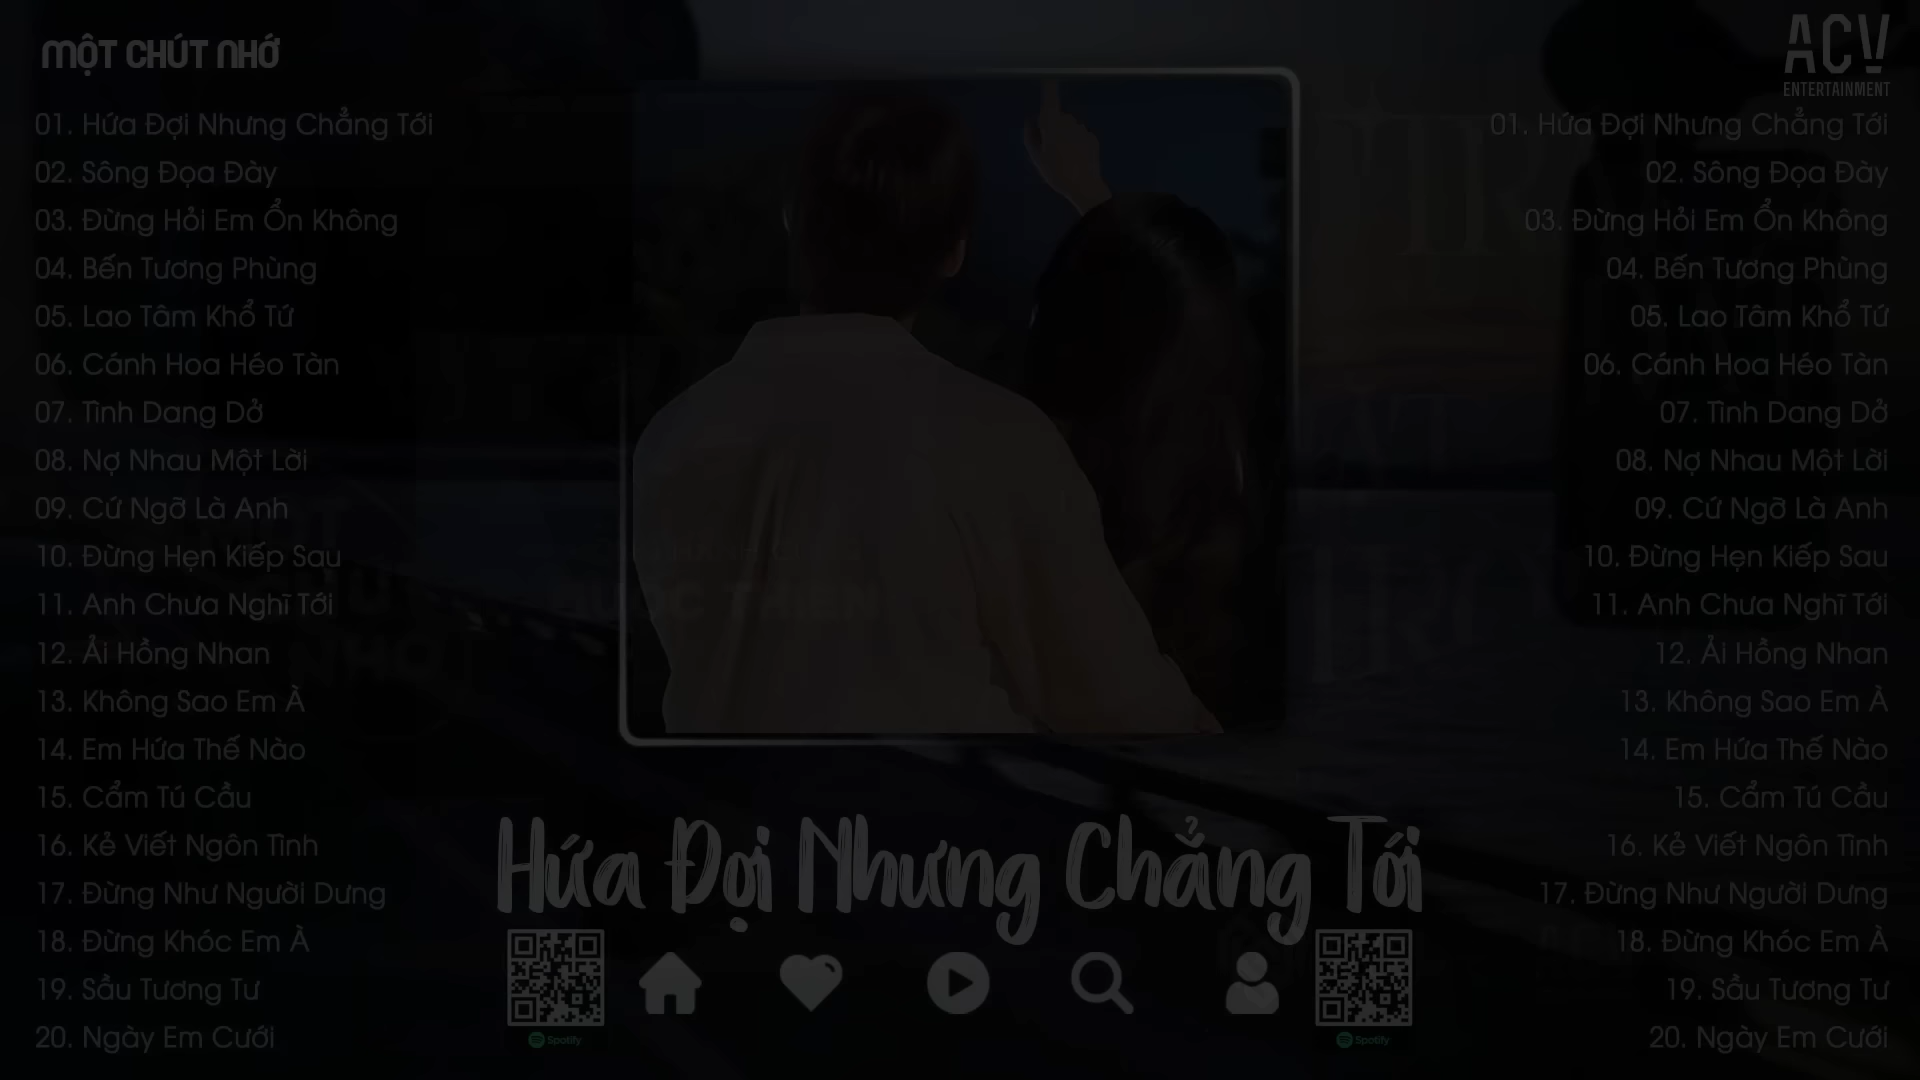 MỘT CHÚT NHỚ
01. Hứa Đợi Nhưng Chẳng Tới
02. Sông Đọa Đày
03. Đừng Hỏi Em Ổn Không
04. Bến Tương Phùng
05. Lao Tâm Khổ Tứ
06. Cánh Hoa Héo Tàn
07. Tình Dang Dở
08. Nợ Nhau Một Lời
09. Cứ Ngỡ Là Anh
10. Đừng Hẹn Kiếp Sau
11. Anh Chưa Nghĩ Tới
12. Ải Hồng Nhan
13. Không Sao Em À
14. Em Hứa Thế Nào
15. Cẩm Tú Cầu
16. Kẻ Viết Ngôn Tình
17. Đừng Như Người Dưng
18. Đừng Khóc Em À
19. Sầu Tương Tư
20. Ngày Em Cưới
Hứa Đợi Nhưng Chẳng Tới
Spotify
Spotify
ACV
ENTERTAINMENT
01. Hứa Đợi Nhưng Chẳng Tới
02. Sông Đọa Đày
03. Đừng Hỏi Em Ổn Không
04. Bến Tương Phùng
05. Lao Tâm Khổ Tứ
06. Cánh Hoa Héo Tàn
07. Tình Dang Dở
08. Nợ Nhau Một Lời
09. Cứ Ngỡ Là Anh
10. Đừng Hẹn Kiếp Sau
11. Anh Chưa Nghĩ Tới
12. Ải Hồng Nhan
13. Không Sao Em À
14. Em Hứa Thế Nào
15. Cẩm Tú Cầu
16. Kẻ Viết Ngôn Tình
17. Đừng Như Người Dưng
18. Đừng Khóc Em À
19. Sầu Tương Tư
20. Ngày Em Cưới